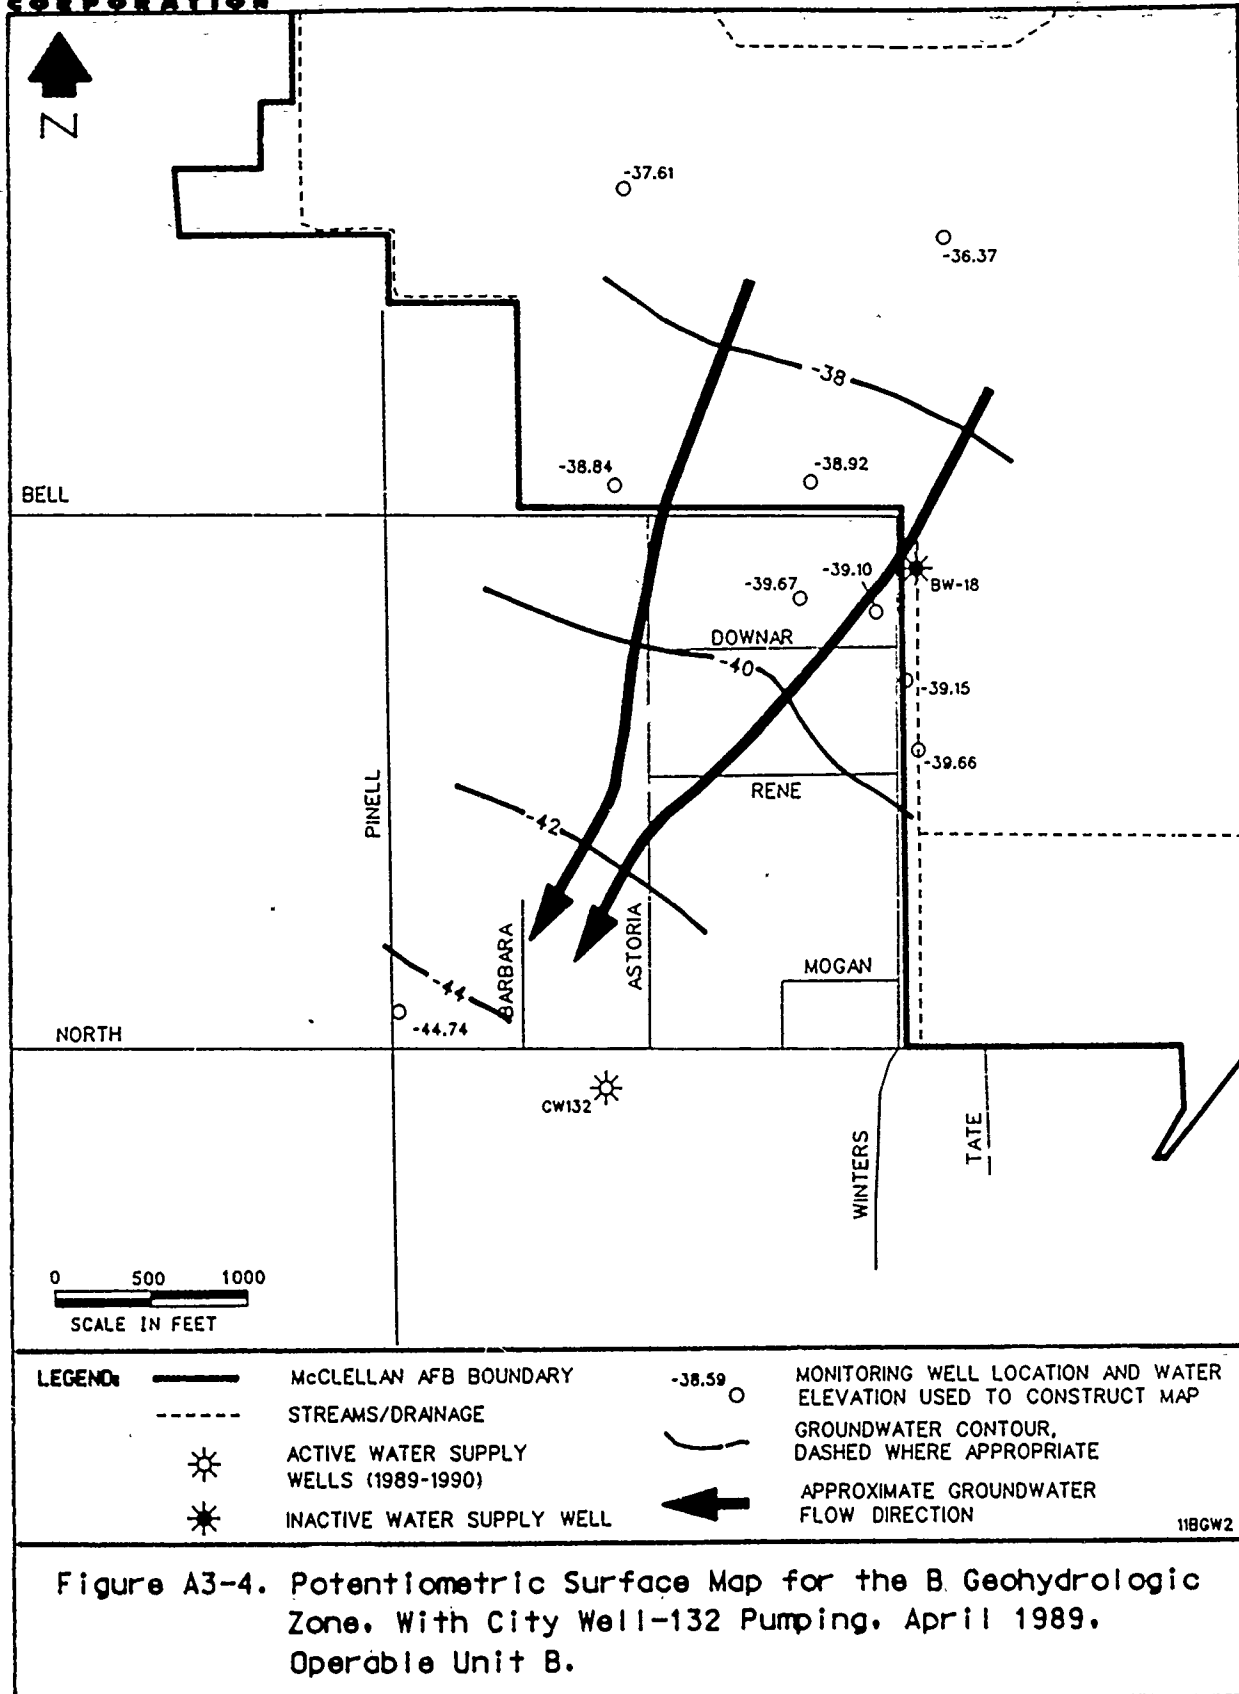 CORPORATION
N
-37.61
-36.37
-38
-38.84
-38.92
BELL
-39.10
-39.67
BW-18
DOWNAR
-40
-39.15
-39.66
RENE
PINELL
-42
BARBARA
ASTORIA
MOGAN
-44
-44.74
NORTH
CW132
WINTERS
TATE
0 500 1000
SCALE IN FEET
LEGEND:
McCLELLAN AFB BOUNDARY
STREAMS/DRAINAGE
ACTIVE WATER SUPPLY
WELLS (1989-1990)
INACTIVE WATER SUPPLY WELL
-38.59
MONITORING WELL LOCATION AND WATER
ELEVATION USED TO CONSTRUCT MAP
GROUNDWATER CONTOUR,
DASHED WHERE APPROPRIATE
APPROXIMATE GROUNDWATER
FLOW DIRECTION
11BGW2
Figure A3-4. Potentiometric Surface Map for the B Geohydrologic
Zone, With City Well-132 Pumping, April 1989.
Operable Unit B.